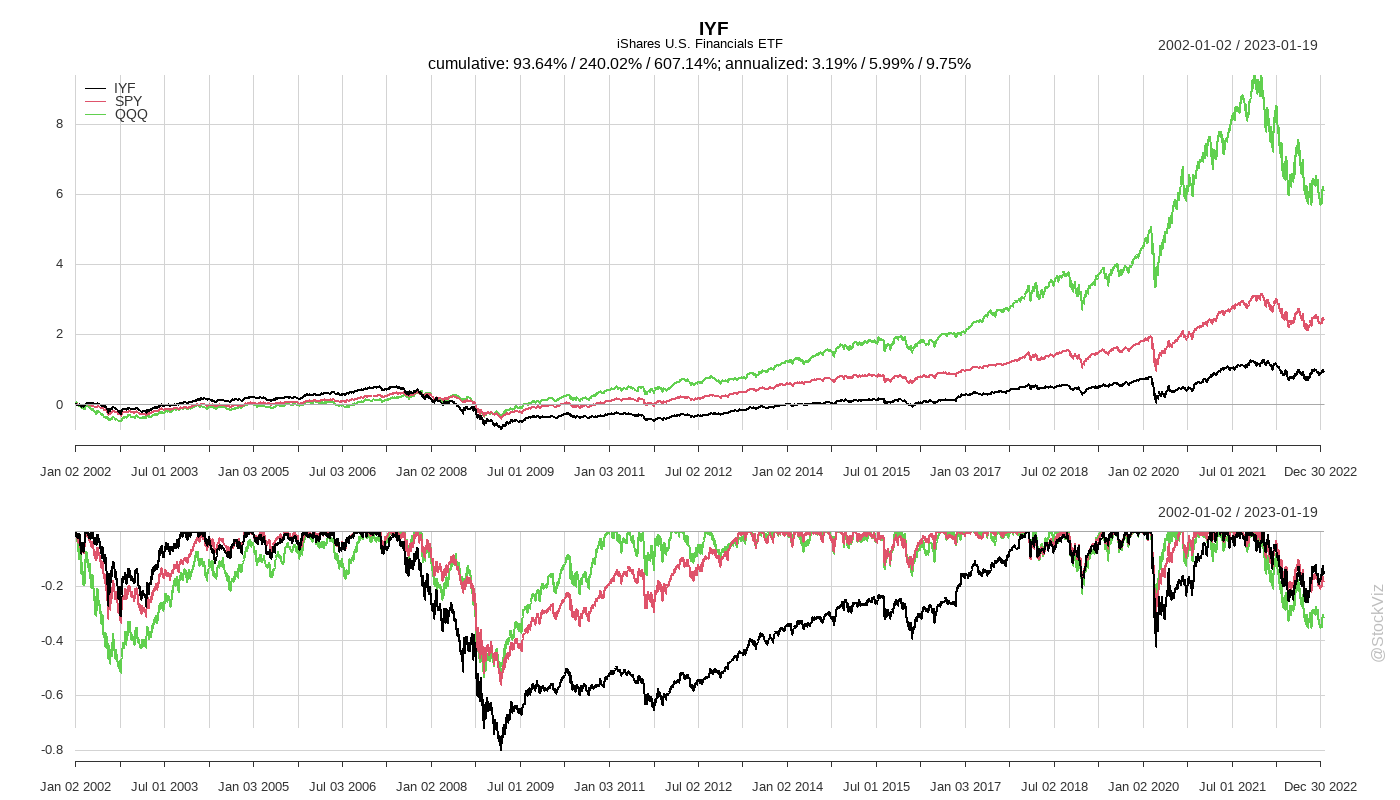 IYF
iShares U.S. Financials ETF
2002-01-02 / 2023-01-19
cumulative: 93.64% / 240.02% / 607.14%; annualized: 3.19% / 5.99% / 9.75%
IYF
SPY
QQQ
8
6
4
2
0
Jan 02 2002 Jul 01 2003 Jan 03 2005 Jul 03 2006 Jan 02 2008 Jul 01 2009 Jan 03 2011 Jul 02 2012 Jan 02 2014 Jul 01 2015 Jan 03 2017 Jul 02 2018 Jan 02 2020 Jul 01 2021 Dec 30 2022
2002-01-02 / 2023-01-19
-0.2
-0.4
-0.6
-0.8
Jan 02 2002 Jul 01 2003 Jan 03 2005 Jul 03 2006 Jan 02 2008 Jul 01 2009 Jan 03 2011 Jul 02 2012 Jan 02 2014 Jul 01 2015 Jan 03 2017 Jul 02 2018 Jan 02 2020 Jul 01 2021 Dec 30 2022
@StockViz